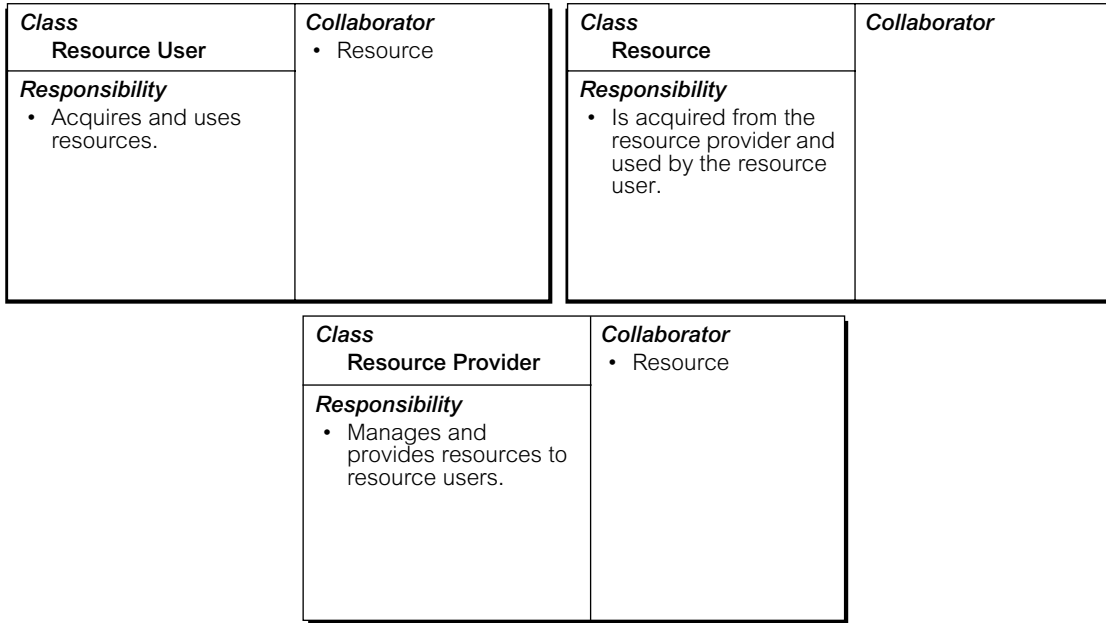 Class
Resource User
Collaborator
• Resource
Responsibility
• Acquires and uses
resources.
Class
Resource
Collaborator
Responsibility
• Is acquired from the
resource provider and
used by the resource
user.
Class
Resource Provider
Collaborator
• Resource
Responsibility
• Manages and
provides resources to
resource users.